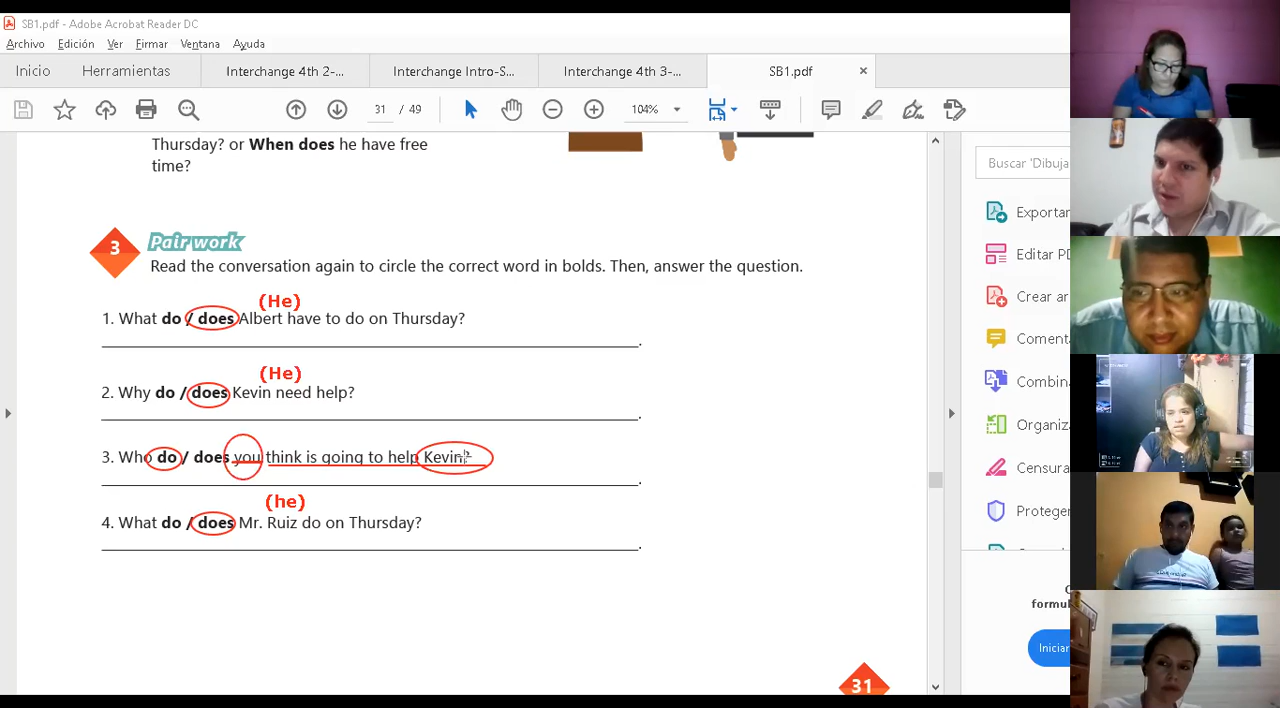 SB1.pdf - Adobe Acrobat Reader DC
Archivo Edición Ver Firmar Ventana Ayuda
Inicio Herramientas Interchange 4th 2-... Interchange Intro-S... Interchange 4th 3-... SB1.pdf ×
31 / 49 104%
Thursday? or When does he have free
time?
Buscar 'Dibuja
Exportar
Editar PD
Crear ar
Comenta
Combin
Organiz
Censura
Proteger
formul
Iniciar
3 Pair work
Read the conversation again to circle the correct word in bolds. Then, answer the question.
(He)
1. What do / does Albert have to do on Thursday?
(He)
2. Why do / does Kevin need help?
3. Who do / does you think is going to help Kevin?
(he)
4. What do / does Mr. Ruiz do on Thursday?
31